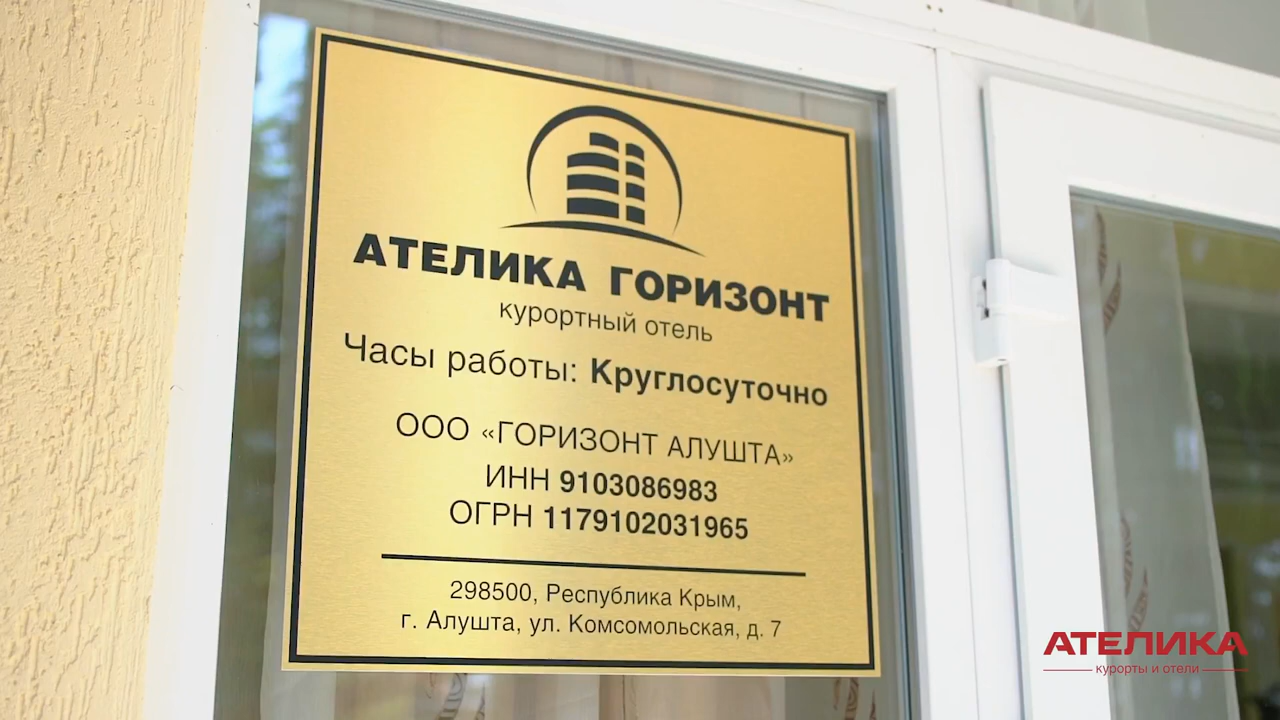 АТЕЛИКА ГОРИЗОНТ
курортный отель
Часы работы: Круглосуточно
ООО «ГОРИЗОНТ АЛУШТА»
ИНН 9103086983
ОГРН 1179102031965
298500, Республика Крым,
г. Алушта, ул. Комсомольская, д. 7
АТЕЛИКА
курорты и отели